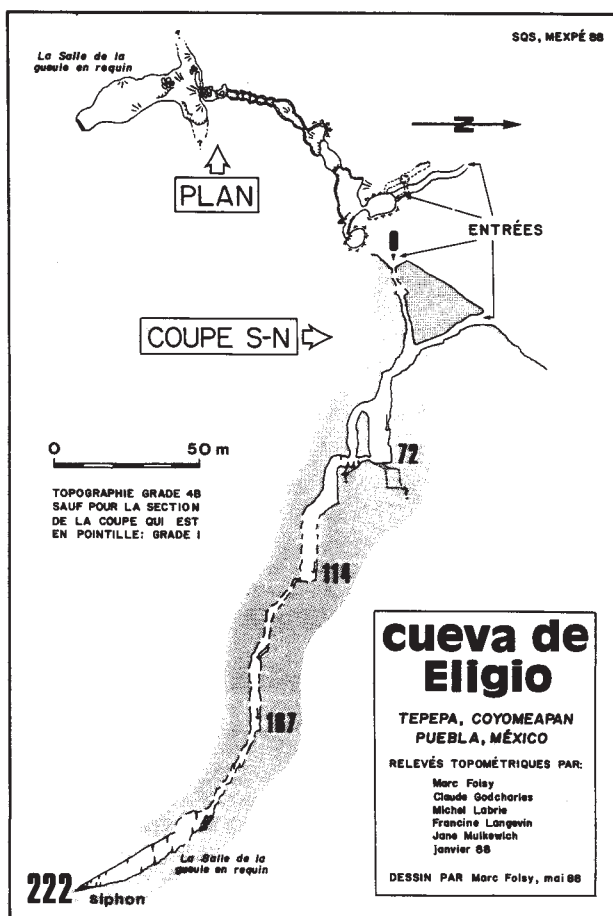 SQS, MEXPÉ 88
La Salle de la
gueule en requin
N
PLAN
ENTRÉES
0
COUPE S-N
0 50 m
72
TOPOGRAPHIE GRADE 4B
SAUF POUR LA SECTION
DE LA COUPE QUI EST
EN POINTILLE: GRADE I
114
cueva de
Eligio
TEPEPA, COYOMEAPAN
PUEBLA, MÉXICO
RELEVÉS TOPOMÉTRIQUES PAR:
Marc Foisy
Claude Godcharles
Michel Labrie
Francine Langevin
Jane Mulkewich
janvier 88
DESSIN PAR Marc Foisy, mai 88
167
La Salle de la
gueule en requin
222 siphon